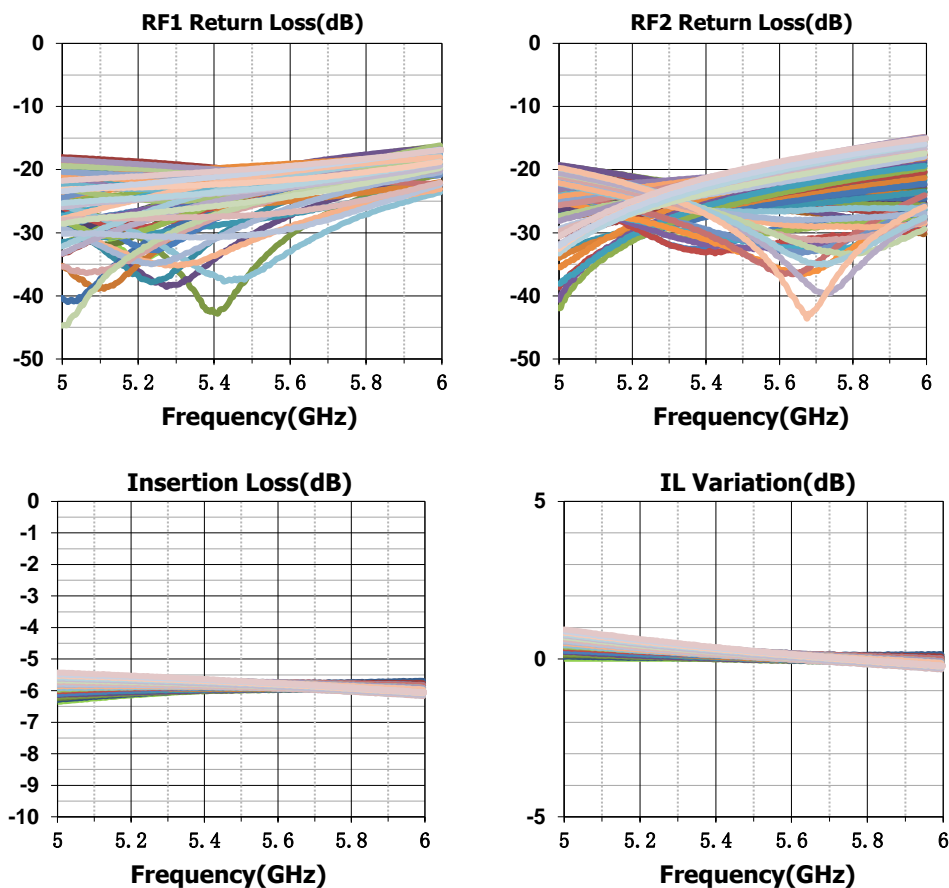 RF1 Return Loss(dB)
0
-10
-20
-30
-40
-50
5 5.2 5.4 5.6 5.8 6
Frequency(GHz)
RF2 Return Loss(dB)
0
-10
-20
-30
-40
-50
5 5.2 5.4 5.6 5.8 6
Frequency(GHz)
Insertion Loss(dB)
0
-1
-2
-3
-4
-5
-6
-7
-8
-9
-10
5 5.2 5.4 5.6 5.8 6
Frequency(GHz)
IL Variation(dB)
5
0
-5
5 5.2 5.4 5.6 5.8 6
Frequency(GHz)